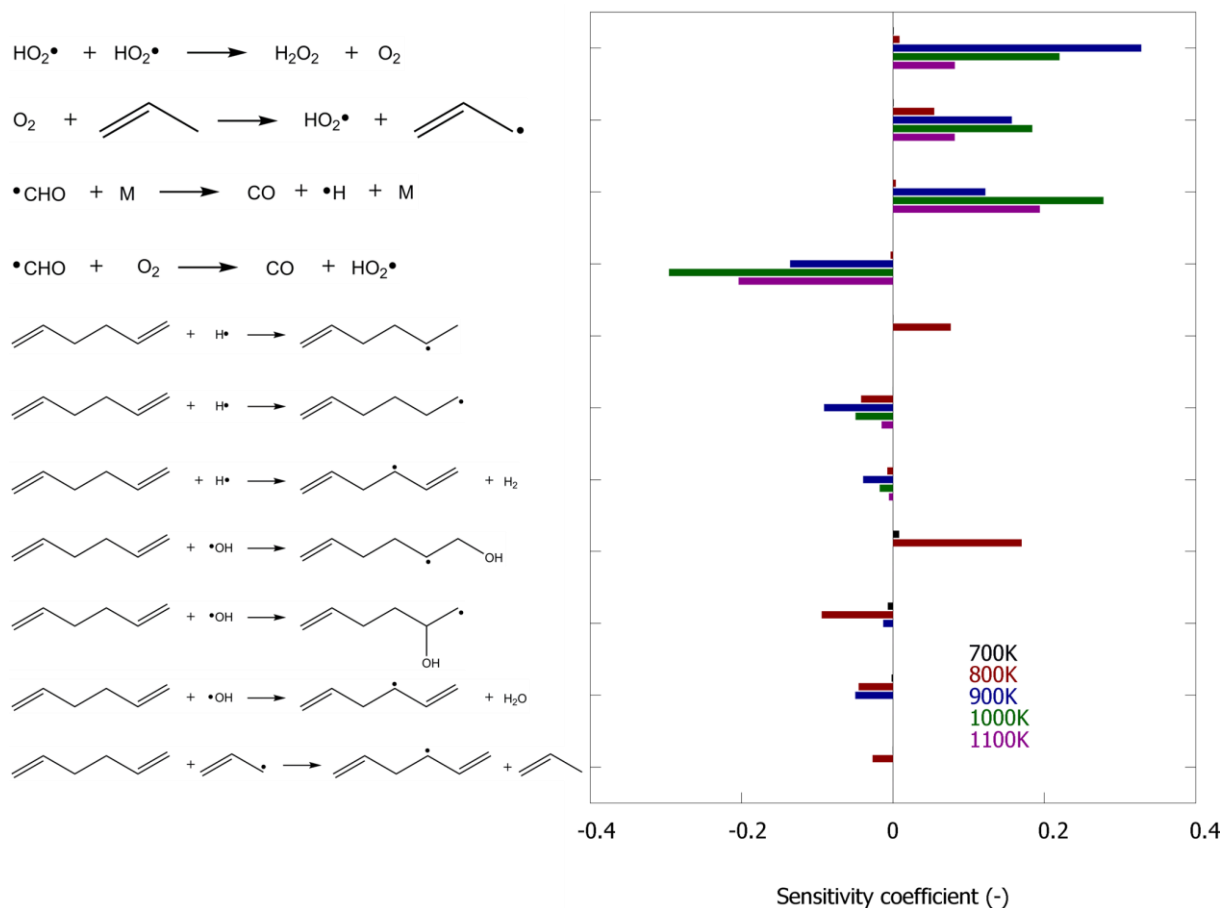 HO2• + HO2• ⟶ H2O2 + O2
O2 + ⟶ HO2• + •
•CHO + M ⟶ CO + •H + M
•CHO + O2 ⟶ CO + HO2•
+ H• ⟶ •
+ H• ⟶ •
+ H• ⟶ • + H2
+ •OH ⟶ • OH
+ •OH ⟶ • OH
+ •OH ⟶ • + H2O
+ • ⟶ • +
700K
800K
900K
1000K
1100K
-0.4 -0.2 0 0.2 0.4
Sensitivity coefficient (-)